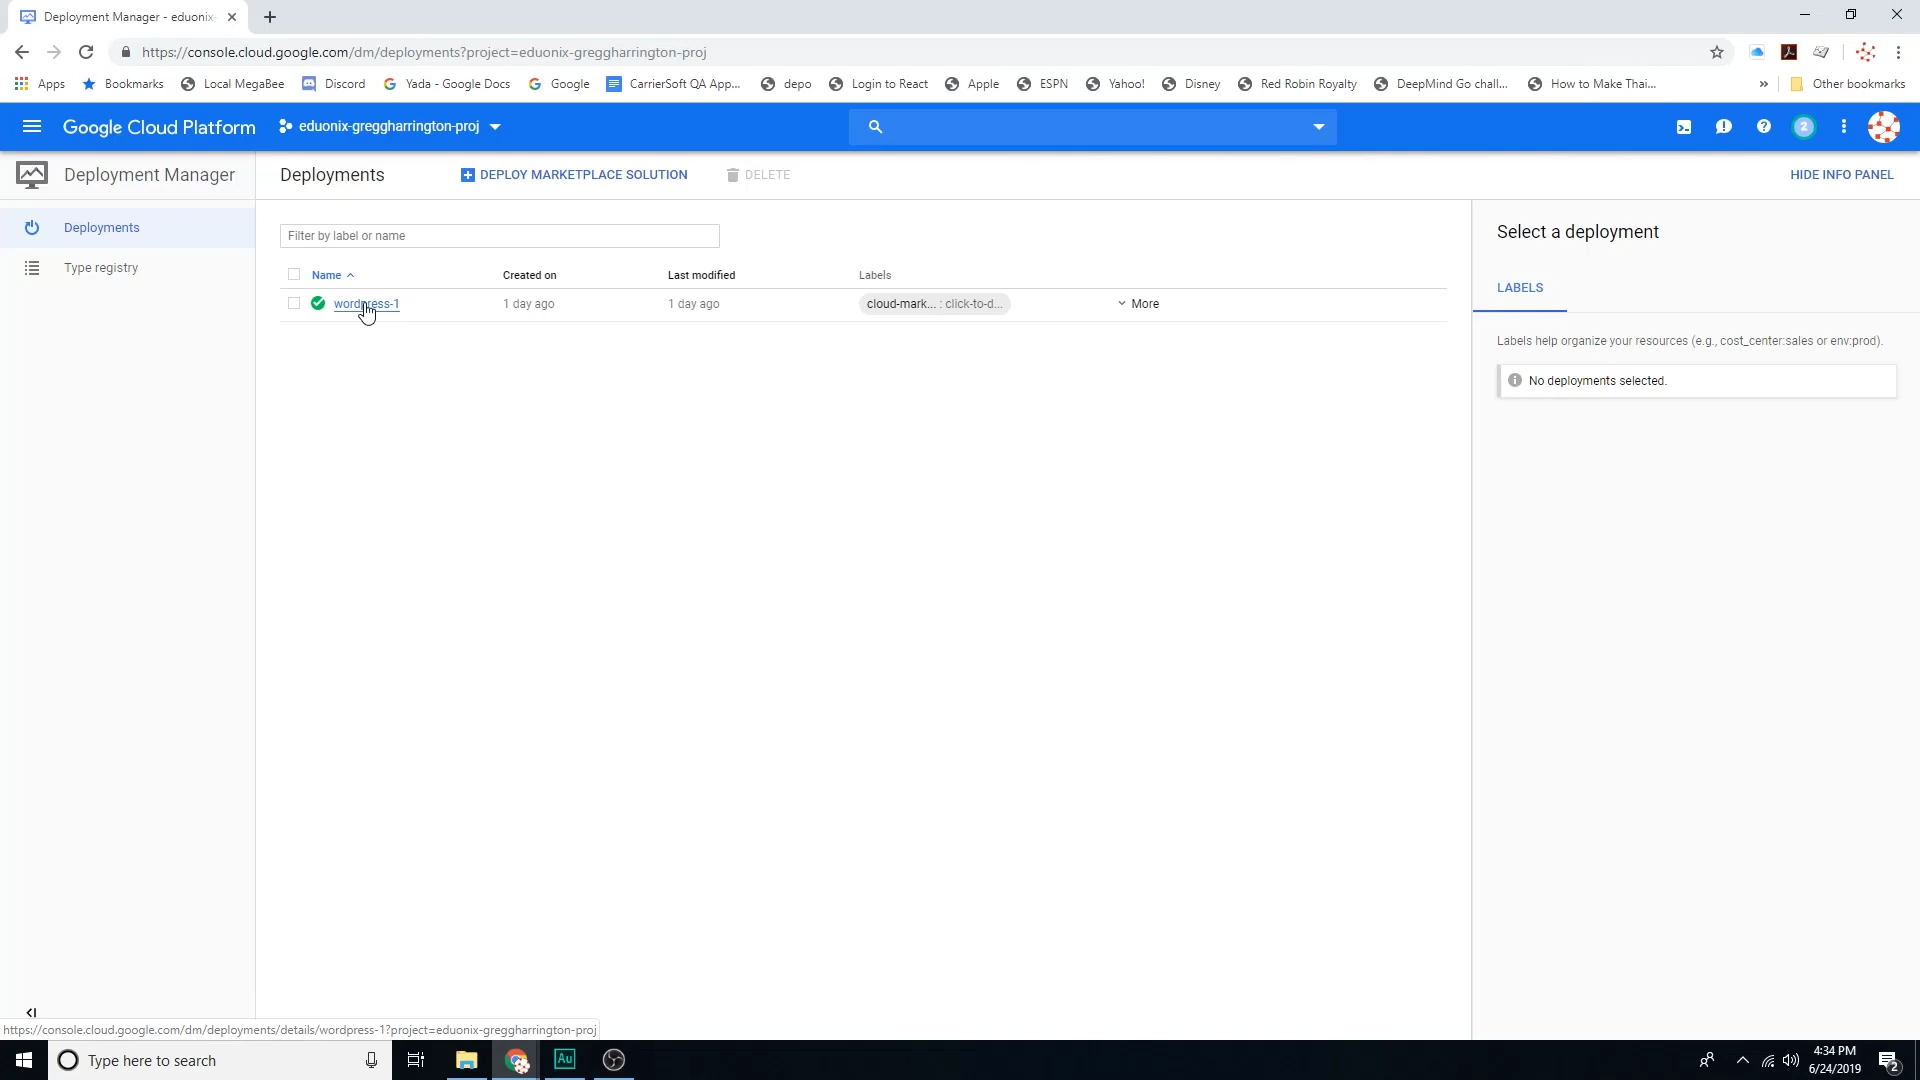 Deployment Manager - eduonix-
https://console.cloud.google.com/dm/deployments?project=eduonix-greggharrington-proj
Apps
Bookmarks
Local MegaBee
Discord
Yada - Google Docs
Google
CarrierSoft QA App...
depo
Login to React
Apple
ESPN
Yahoo!
Disney
Red Robin Royalty
DeepMind Go chall...
How to Make Thai...
»
Other bookmarks
Google Cloud Platform
eduonix-greggharrington-proj
2
Deployment Manager
Deployments
DEPLOY MARKETPLACE SOLUTION
DELETE
HIDE INFO PANEL
Deployments
Type registry
Filter by label or name
Name
Created on
Last modified
Labels
wordpress-1
1 day ago
1 day ago
cloud-mark... : click-to-d...
More
Select a deployment
LABELS
Labels help organize your resources (e.g., cost_center:sales or env:prod).
No deployments selected.
https://console.cloud.google.com/dm/deployments/details/wordpress-1?project=eduonix-greggharrington-proj
Type here to search
Au
4:34 PM
6/24/2019
2